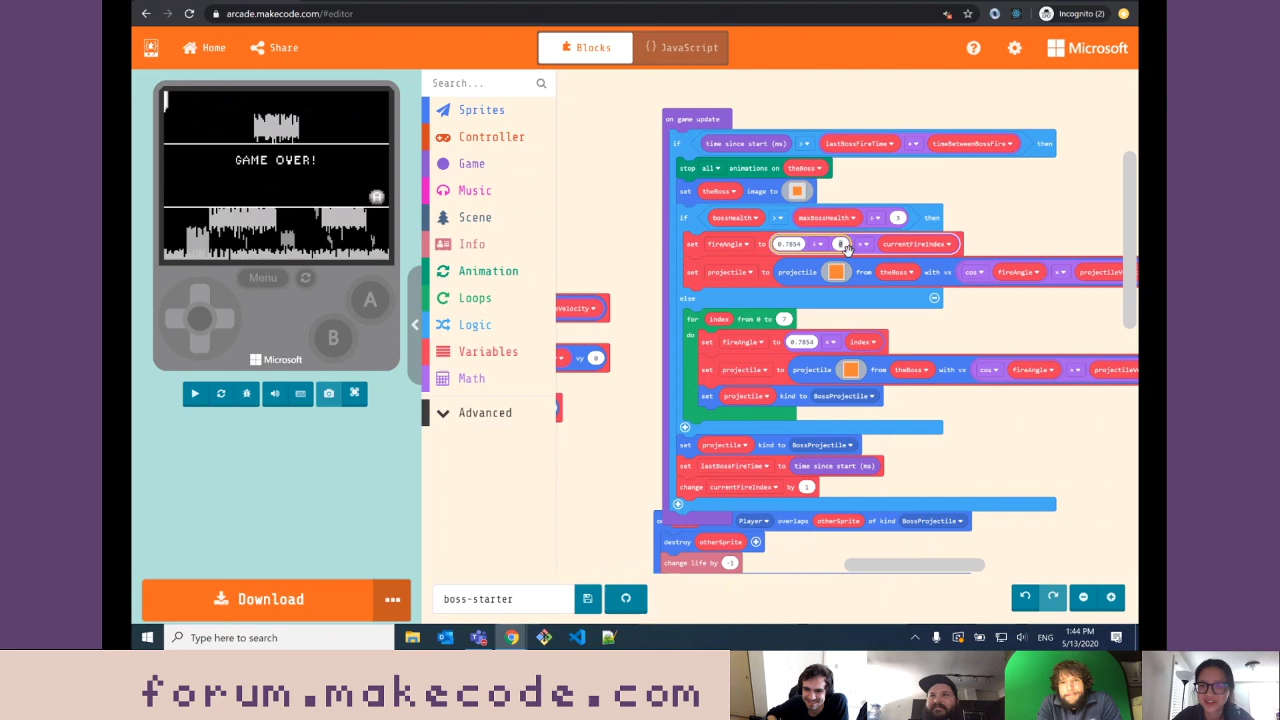 arcade.makecode.com/#editor
Incognito (2)
Home
Share
Blocks
{} JavaScript
Microsoft
GAME OVER!
Menu
A
B
Microsoft
Search...
Sprites
Controller
Game
Music
Scene
Info
Animation
Loops
Logic
Variables
Math
Advanced
vy 0
on game update
if time since start (ms) > lastBossFireTime + timeBetweenBossFire then
stop all animations on theBoss
set theBoss image to
if bossHealth > maxBossHealth ÷ 3 then
set fireAngle to 0.7854 ÷ 0 × currentFireIndex
set projectile to projectile from theBoss with vx cos fireAngle ×
else
for index from 0 to 7
do
set fireAngle to 0.7854 × index
set projectile to projectile from theBoss with vx cos fireAngle ×
set projectile kind to BossProjectile
set projectile kind to BossProjectile
set lastBossFireTime to time since start (ms)
change currentFireIndex by 1
Player overlaps otherSprite of kind BossProjectile
destroy otherSprite
change life by -1
Download
...
boss-starter
Type here to search
ENG
1:44 PM
5/13/2020
forum.makecode.com